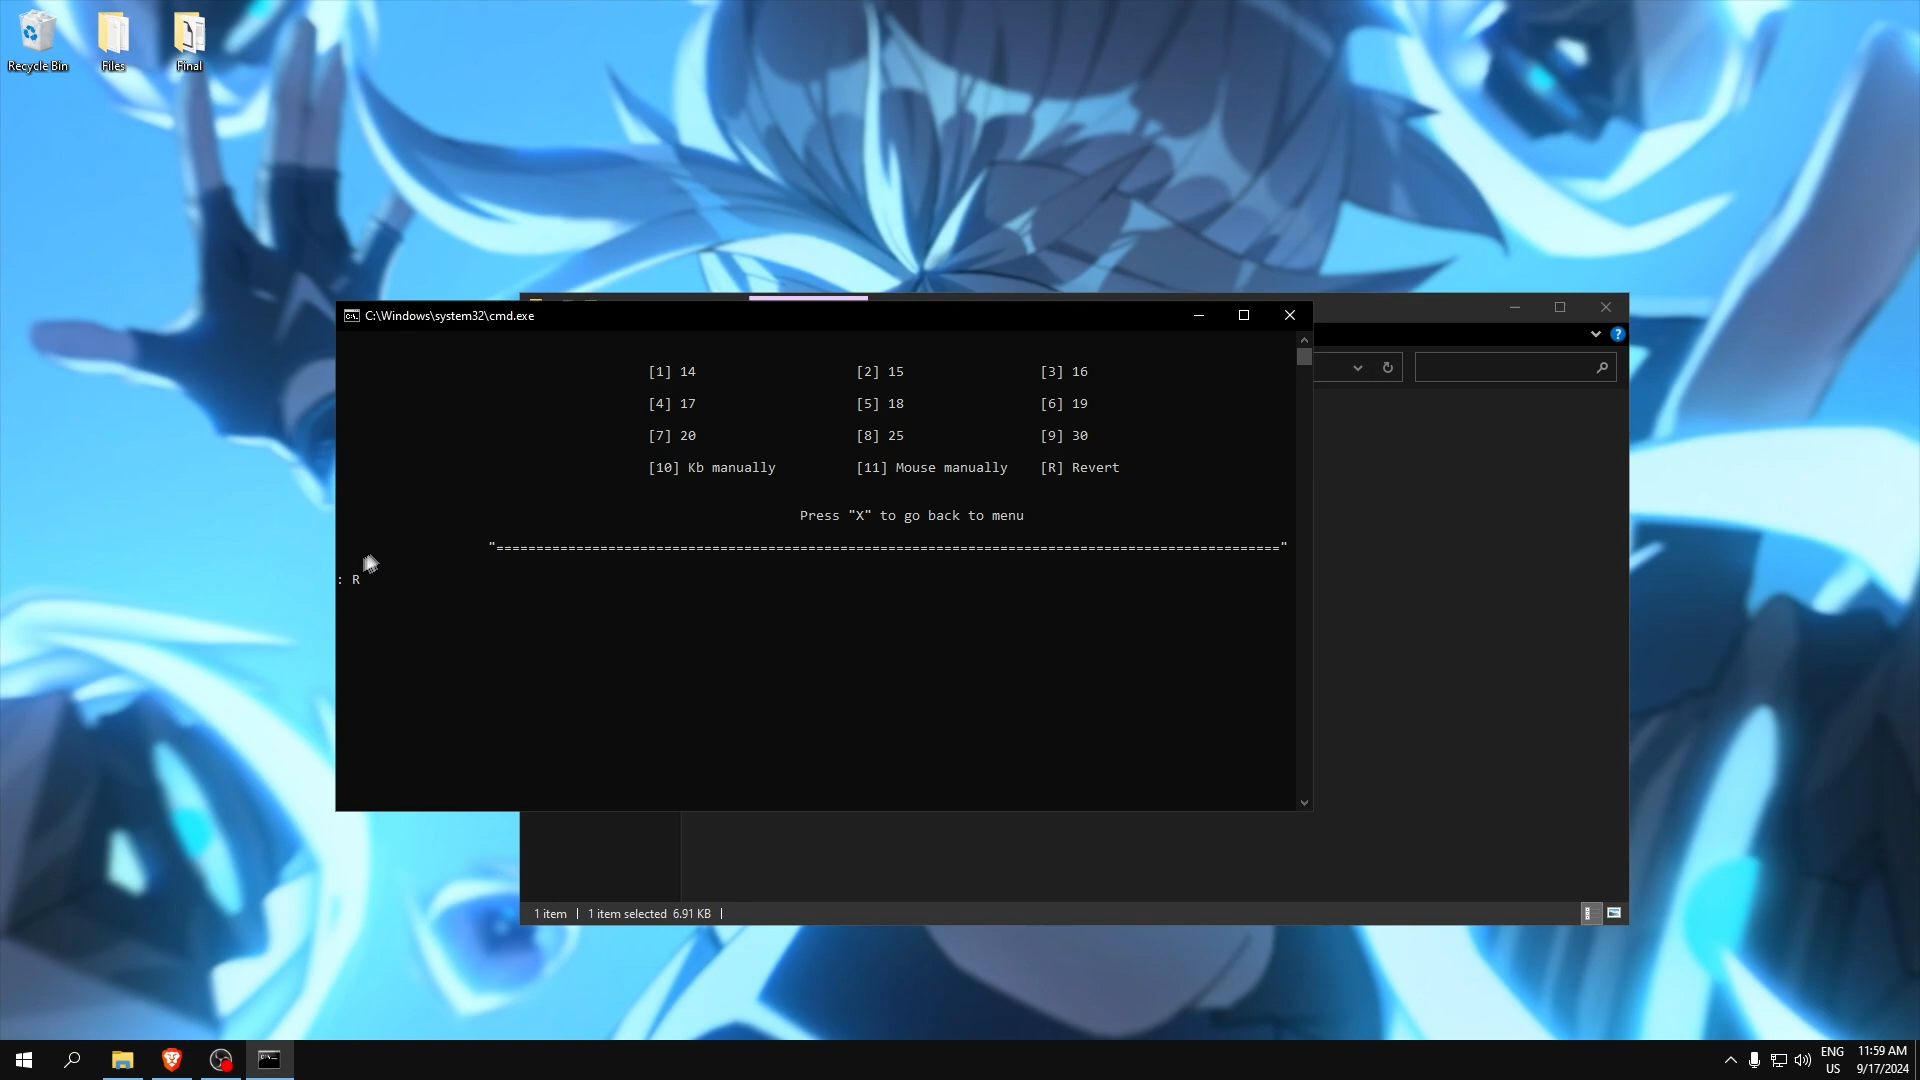 Recycle Bin
Files
Final
C:\Windows\system32\cmd.exe
[1] 14 [2] 15 [3] 16
[4] 17 [5] 18 [6] 19
[7] 20 [8] 25 [9] 30
[10] Kb manually [11] Mouse manually [R] Revert
Press "X" to go back to menu
"=================================================================================================="
: R
1 item | 1 item selected 6.91 KB |
ENG 11:59 AM
US 9/17/2024